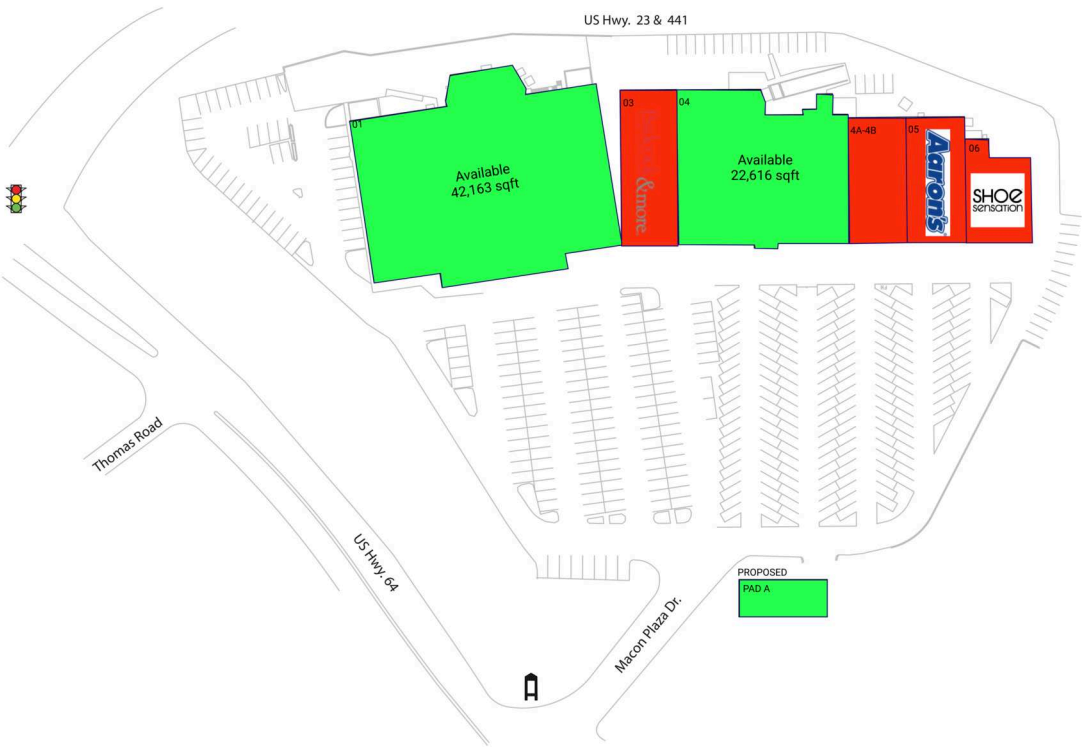 US Hwy. 23 & 441
01
Available
42,163 sqft
03
&more.
04
Available
22,616 sqft
4A-4B
05
Aaron's
06
SHOE
sensation
Thomas Road
US Hwy. 64
Macon Plaza Dr.
PROPOSED
PAD A